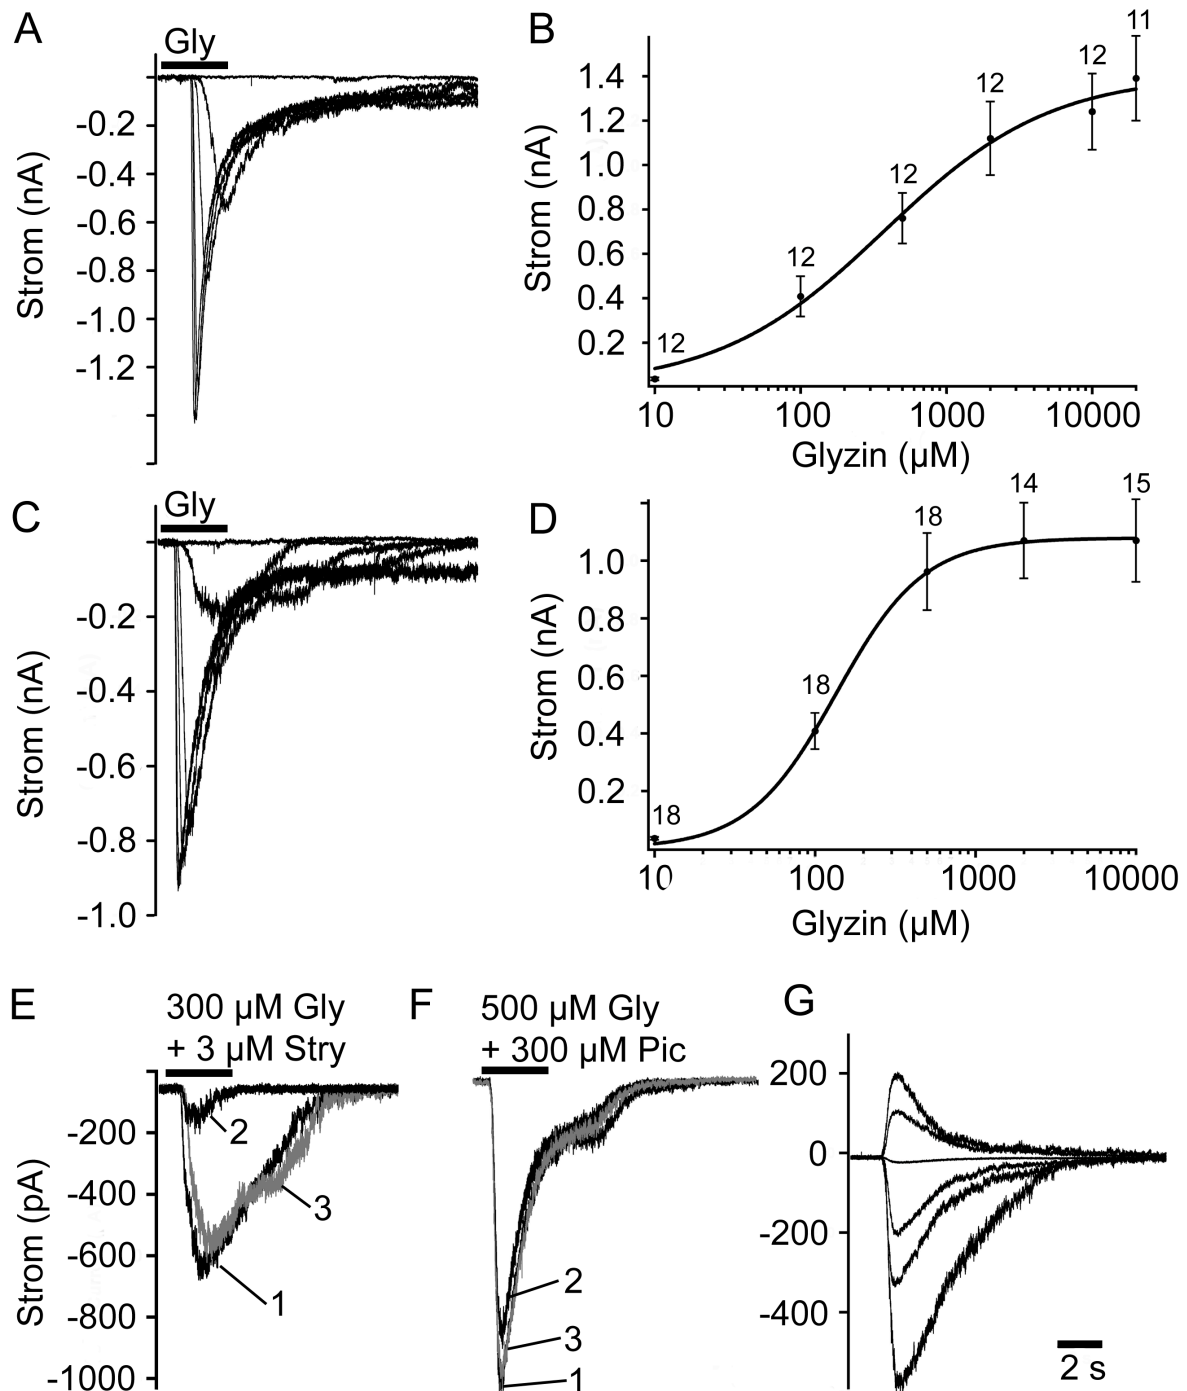 A
Gly
Strom (nA)
-0.2
-0.4
-0.6
-0.8
-1.0
-1.2
B
Strom (nA)
1.4
1.2
1.0
0.8
0.6
0.4
0.2
12
12
12
12
12
11
10
100
1000
10000
Glyzin (µM)
C
Gly
Strom (nA)
-0.2
-0.4
-0.6
-0.8
-1.0
D
Strom (nA)
1.0
0.8
0.6
0.4
0.2
18
18
18
14
15
10
100
1000
10000
Glyzin (µM)
E
300 µM Gly
+ 3 µM Stry
Strom (pA)
-200
-400
-600
-800
-1000
2
3
1
F
500 µM Gly
+ 300 µM Pic
2
3
1
G
200
0
-200
-400
2 s